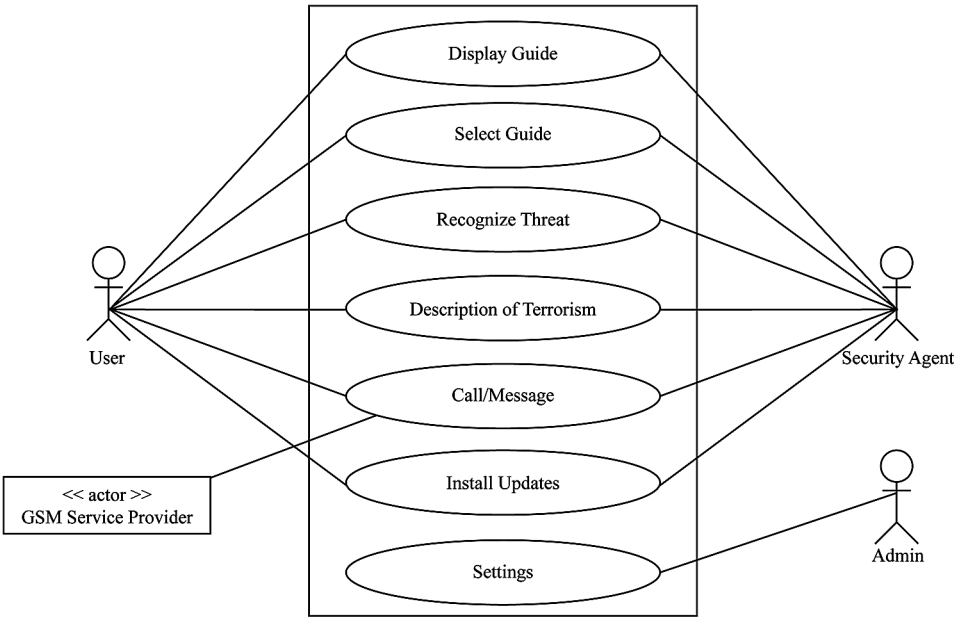 Display Guide
Select Guide
Recognize Threat
Description of Terrorism
User
Security Agent
Call/Message
Install Updates
<< actor >>
GSM Service Provider
Admin
Settings